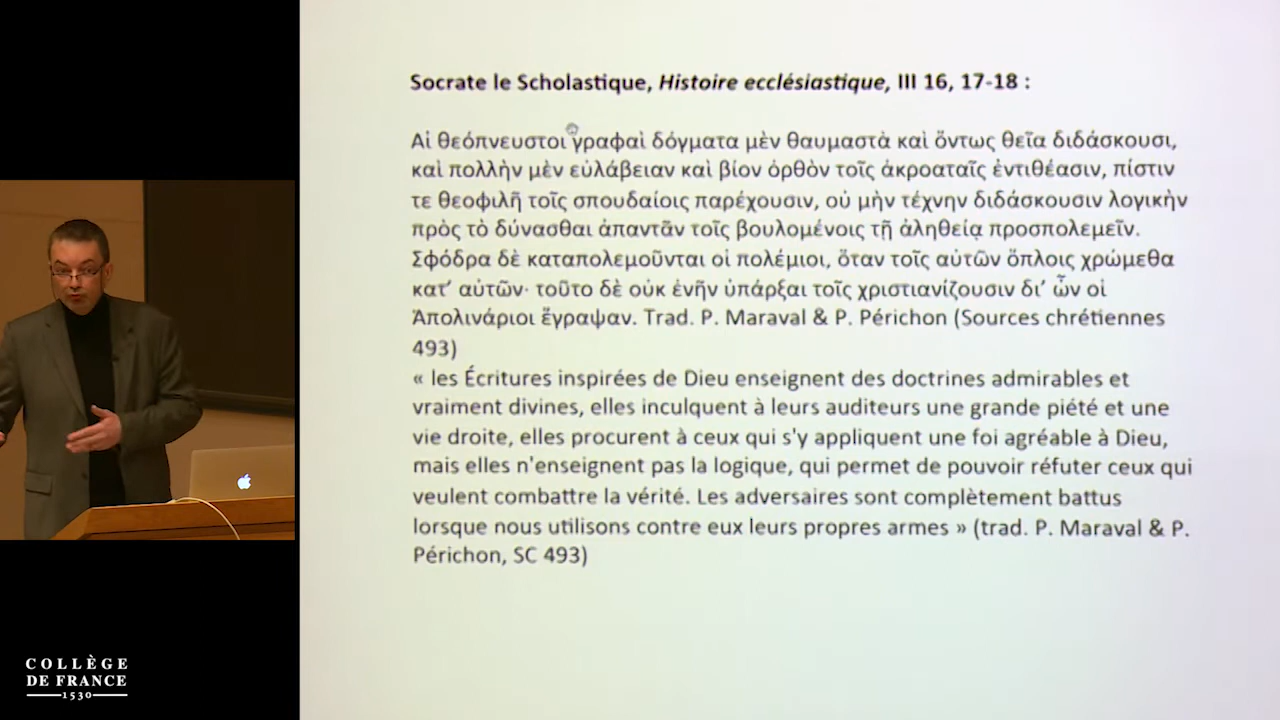 Socrate le Scholastique, Histoire ecclésiastique, III 16, 17-18 :
Αἱ θεόπνευστοι γραφαὶ δόγματα μὲν θαυμαστὰ καὶ ὄντως θεῖα διδάσκουσι,
καὶ πολλὴν μὲν εὐλάβειαν καὶ βίον ὀρθὸν τοῖς ἀκροαταῖς ἐντιθέασιν, πίστιν
τε θεοφιλῆ τοῖς σπουδαίοις παρέχουσιν, οὐ μὴν τέχνην διδάσκουσιν λογικὴν
πρὸς τὸ δύνασθαι ἀπαντᾶν τοῖς βουλομένοις τῇ ἀληθείᾳ προσπολεμεῖν.
Σφόδρα δὲ καταπολεμοῦνται οἱ πολέμιοι, ὅταν τοῖς αὐτῶν ὅπλοις χρώμεθα
κατ’ αὐτῶν· τοῦτο δὲ οὐκ ἐνῆν ὑπάρξαι τοῖς χριστιανίζουσιν δι’ ὧν οἱ
Ἀπολινάριοι ἔγραψαν. Trad. P. Maraval & P. Périchon (Sources chrétiennes
493)
« les Écritures inspirées de Dieu enseignent des doctrines admirables et
vraiment divines, elles inculquent à leurs auditeurs une grande piété et une
vie droite, elles procurent à ceux qui s'y appliquent une foi agréable à Dieu,
mais elles n'enseignent pas la logique, qui permet de pouvoir réfuter ceux qui
veulent combattre la vérité. Les adversaires sont complètement battus
lorsque nous utilisons contre eux leurs propres armes » (trad. P. Maraval & P.
Périchon, SC 493)
COLLÈGE
DE FRANCE
1530